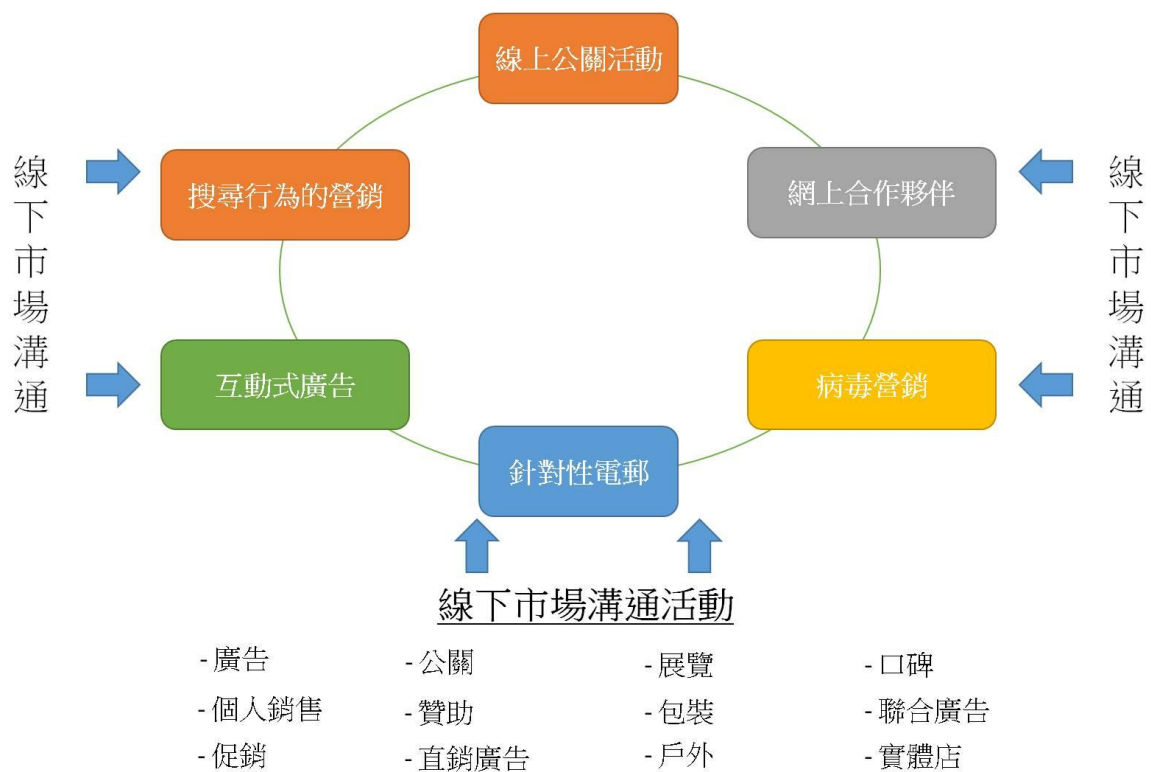 線上公關活動
搜尋行為的營銷
網上合作夥伴
線下市場溝通
線下市場溝通
互動式廣告
病毒營銷
針對性電郵
線下市場溝通活動
- 廣告
- 公關
- 展覽
- 口碑
- 個人銷售
- 贊助
- 包裝
- 聯合廣告
- 促銷
- 直銷廣告
- 戶外
- 實體店